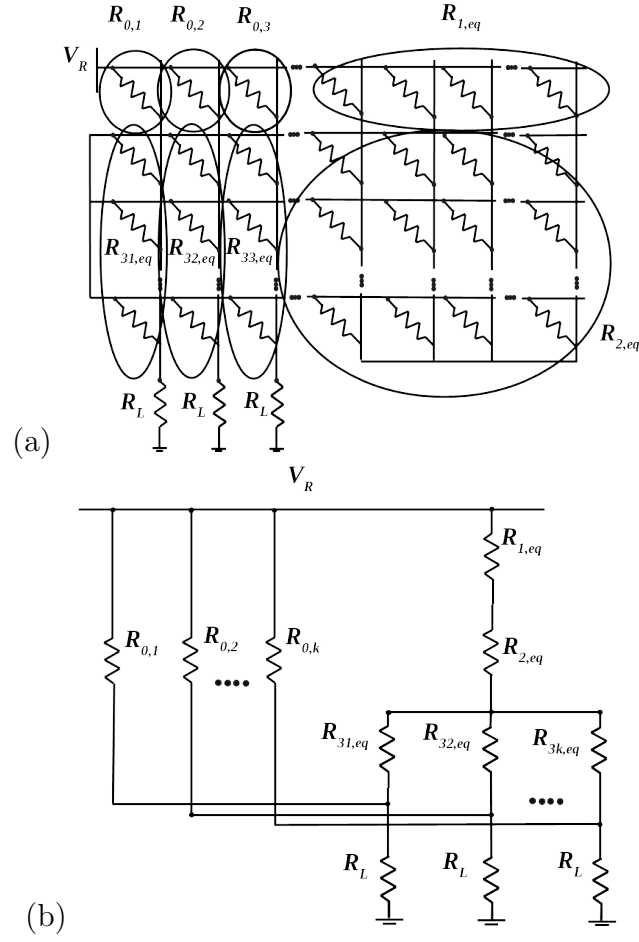 R0,1 R0,2 R0,3 R1,eq
VR
R31,eq R32,eq R33,eq
R2,eq
RL RL RL
(a)
VR
R1,eq
R0,1 R0,2 R0,k R2,eq
R31,eq R32,eq R3k,eq
RL RL RL
(b)